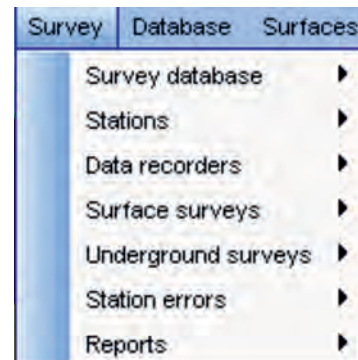 Survey Database Surfaces
Survey database
Stations
Data recorders
Surface surveys
Underground surveys
Station errors
Reports